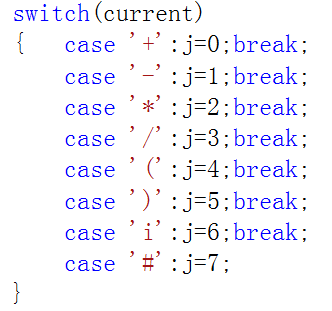 switch(current)
{   case '+':j=0;break;
    case '-':j=1;break;
    case '*':j=2;break;
    case '/':j=3;break;
    case '(':j=4;break;
    case ')':j=5;break;
    case 'i':j=6;break;
    case '#':j=7;
}